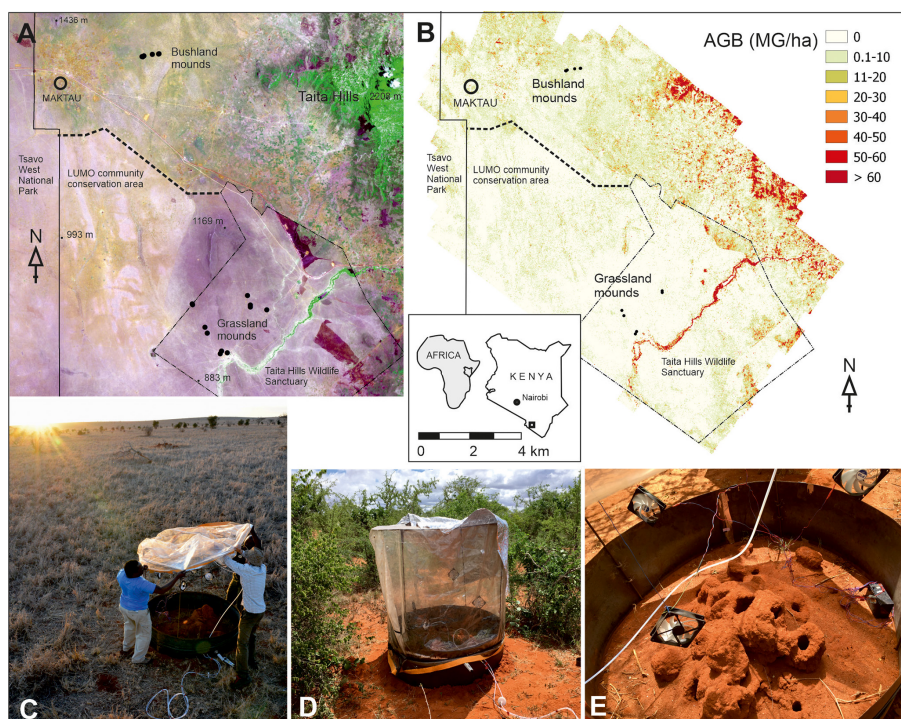 A
1436 m
Bushland
mounds
MAKTAU
Taita Hills
2208 m
Tsavo
West
National
Park
LUMO community
conservation area
1169 m
993 m
N
Grassland
mounds
Taita Hills Wildlife
Sanctuary
883 m
B
AGB (MG/ha)
0
0.1-10
11-20
20-30
30-40
40-50
50-60
> 60
Bushland
mounds
MAKTAU
Tsavo
West
National
Park
LUMO community
conservation area
Grassland
mounds
Taita Hills Wildlife
Sanctuary
N
AFRICA
KENYA
Nairobi
0 2 4 km
C
D
E